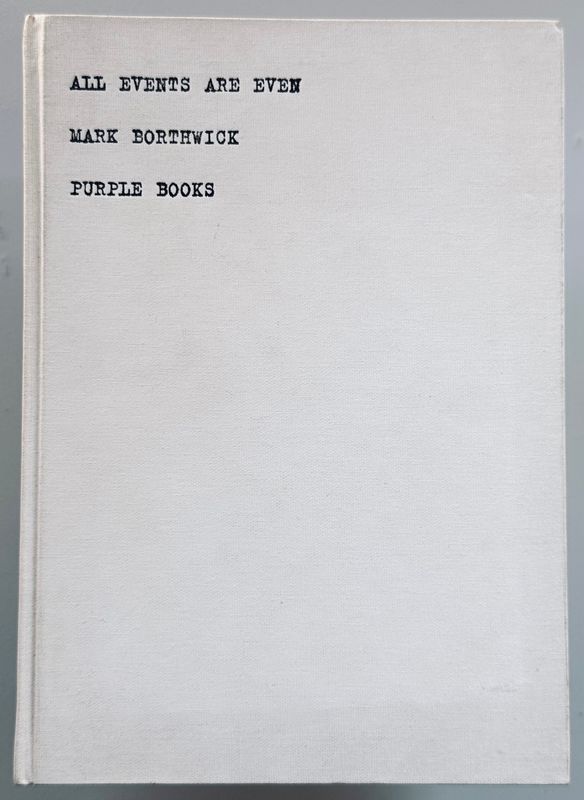 ALL EVENTS ARE EVEN
MARK BORTHWICK
PURPLE BOOKS